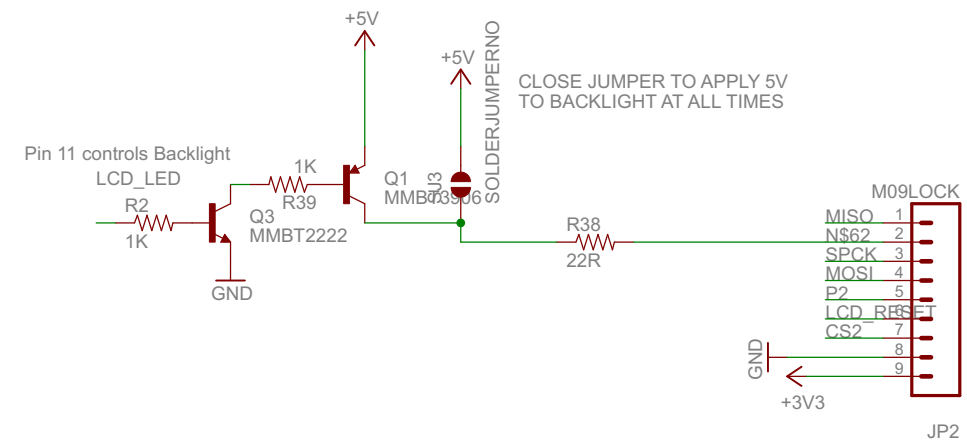 +5V
+5V
SOLDERJUMPERNO
CLOSE JUMPER TO APPLY 5V
TO BACKLIGHT AT ALL TIMES
Pin 11 controls Backlight
LCD_LED
R2
1K
Q3
MMBT2222
GND
1K
R39
Q1
MMBT3906
SJ3
R38
22R
M09LOCK
MISO 1
N$62 2
SPCK 3
MOSI 4
P2 5
LCD_RESET 6
CS2 7
GND 8
9
+3V3
JP2